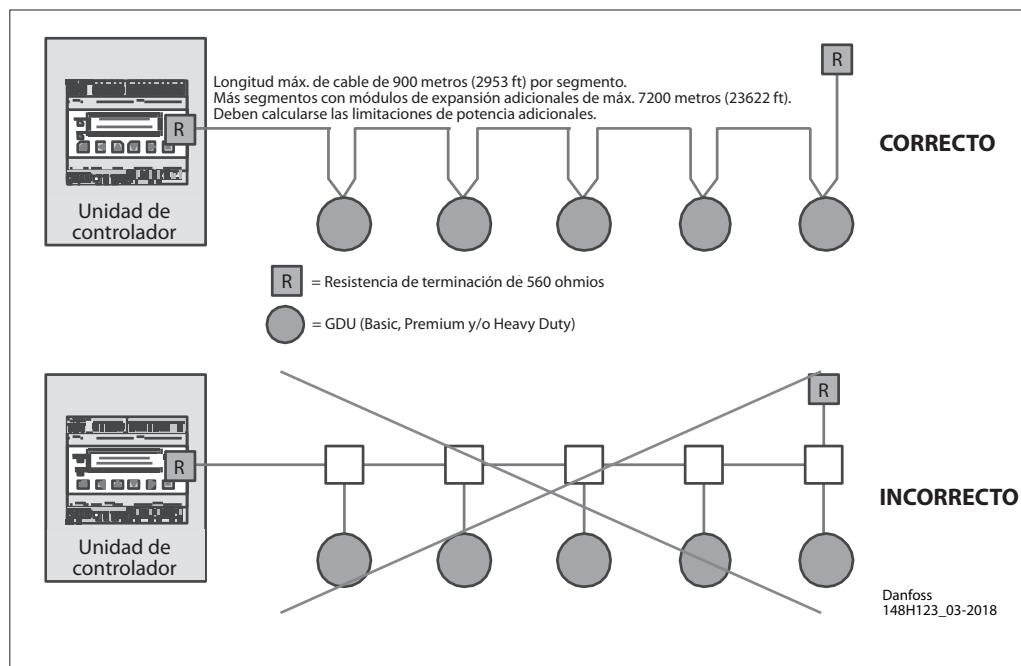 R
Longitud máx. de cable de 900 metros (2953 ft) por segmento.
Más segmentos con módulos de expansión adicionales de máx. 7200 metros (23622 ft).
Deben calcularse las limitaciones de potencia adicionales.
R
CORRECTO
Unidad de
controlador
R = Resistencia de terminación de 560 ohmios
= GDU (Basic, Premium y/o Heavy Duty)
R
R
INCORRECTO
Unidad de
controlador
Danfoss
148H123_03-2018